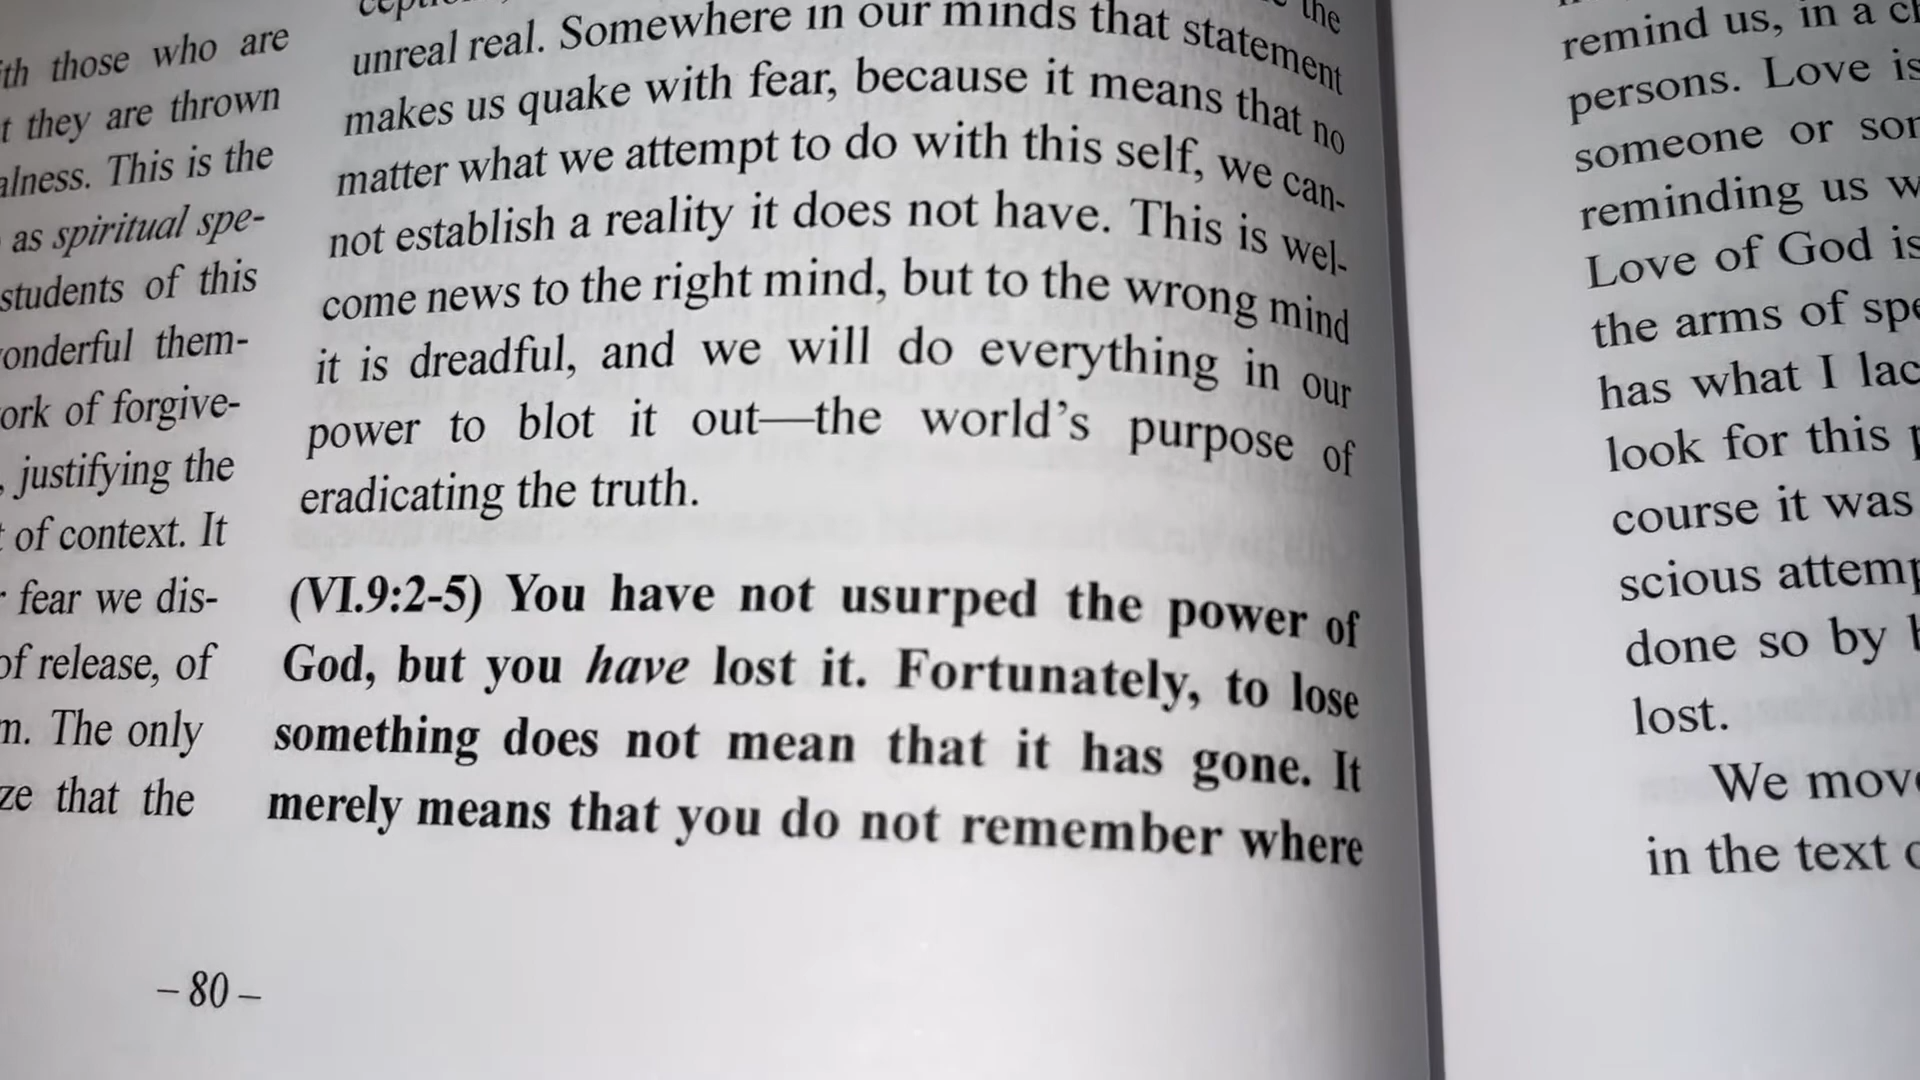 those who are
they are thrown
This is the
as spiritual spe-
students of this
them-
of forgive-
, justifying the
of context. It
fear we dis-
of release, of
The only
that the
– 80 –
the
unreal real. Somewhere in our minds that statement
makes us quake with fear, because it means that no
matter what we attempt to do with this self, we can-
not establish a reality it does not have. This is wel-
come news to the right mind, but to the wrong mind
it is dreadful, and we will do everything in our
power to blot it out—the world's purpose of
eradicating the truth.
(VI.9:2-5) You have not usurped the power of
God, but you have lost it. Fortunately, to lose
something does not mean that it has gone. It
merely means that you do not remember where
remind us, in a
persons. Love is
someone or
reminding us
Love of God is
the arms of
has what I
look for this
course it was
scious
done so by
lost.
We
in the text